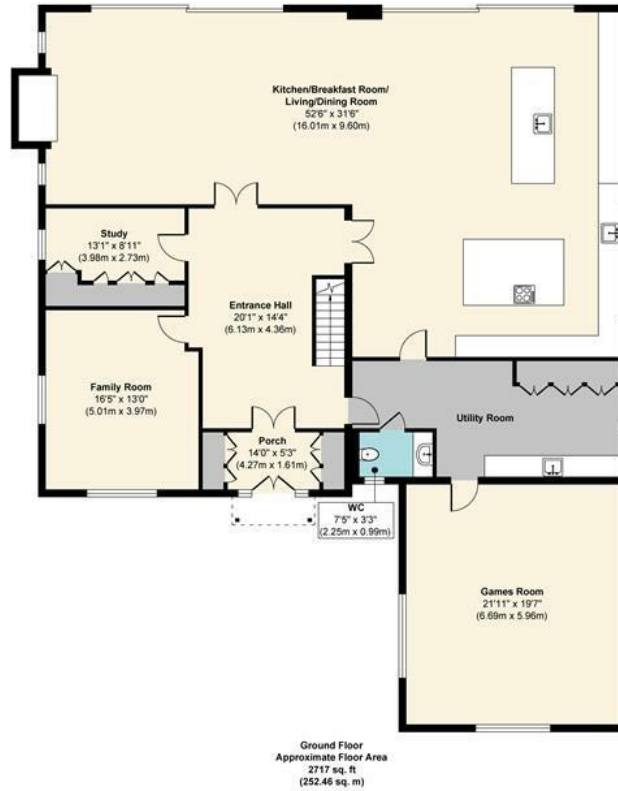 Kitchen/Breakfast Room/
Living/Dining Room
52'6" x 31'6"
(16.01m x 9.60m)
Study
13'1" x 8'11"
(3.98m x 2.73m)
Entrance Hall
20'1" x 14'4"
(6.13m x 4.36m)
Family Room
16'5" x 13'0"
(5.01m x 3.97m)
Utility Room
Porch
14'0" x 5'3"
(4.27m x 1.61m)
WC
7'5" x 3'3"
(2.25m x 0.99m)
Games Room
21'11" x 19'7"
(6.69m x 5.96m)
Ground Floor
Approximate Floor Area
2717 sq. ft
(252.46 sq. m)